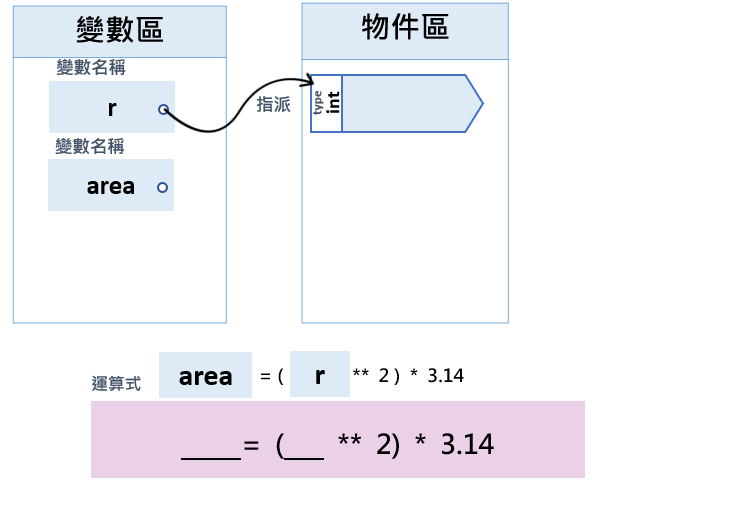 變數區
變數名稱
r
變數名稱
area
指派
物件區
type
int
運算式 area = ( r ** 2 ) * 3.14
____= (___ ** 2) * 3.14